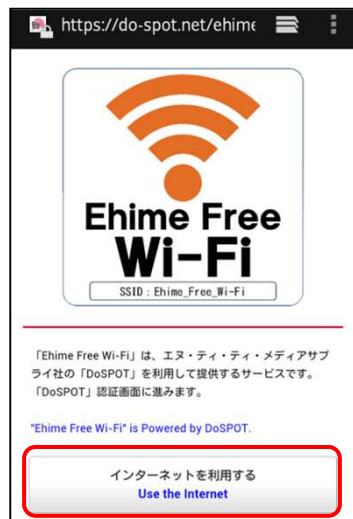 https://do-spot.net/ehime
Ehime Free
Wi-Fi
SSID : Ehime_Free_Wi-Fi
「Ehime Free Wi-Fi」は、エヌ・ティ・ティ・メディアサプ
ライ社の「DoSPOT」を利用して提供するサービスです。
「DoSPOT」認証画面に進みます。
"Ehime Free Wi-Fi" is Powered by DoSPOT.
インターネットを利用する
Use the Internet